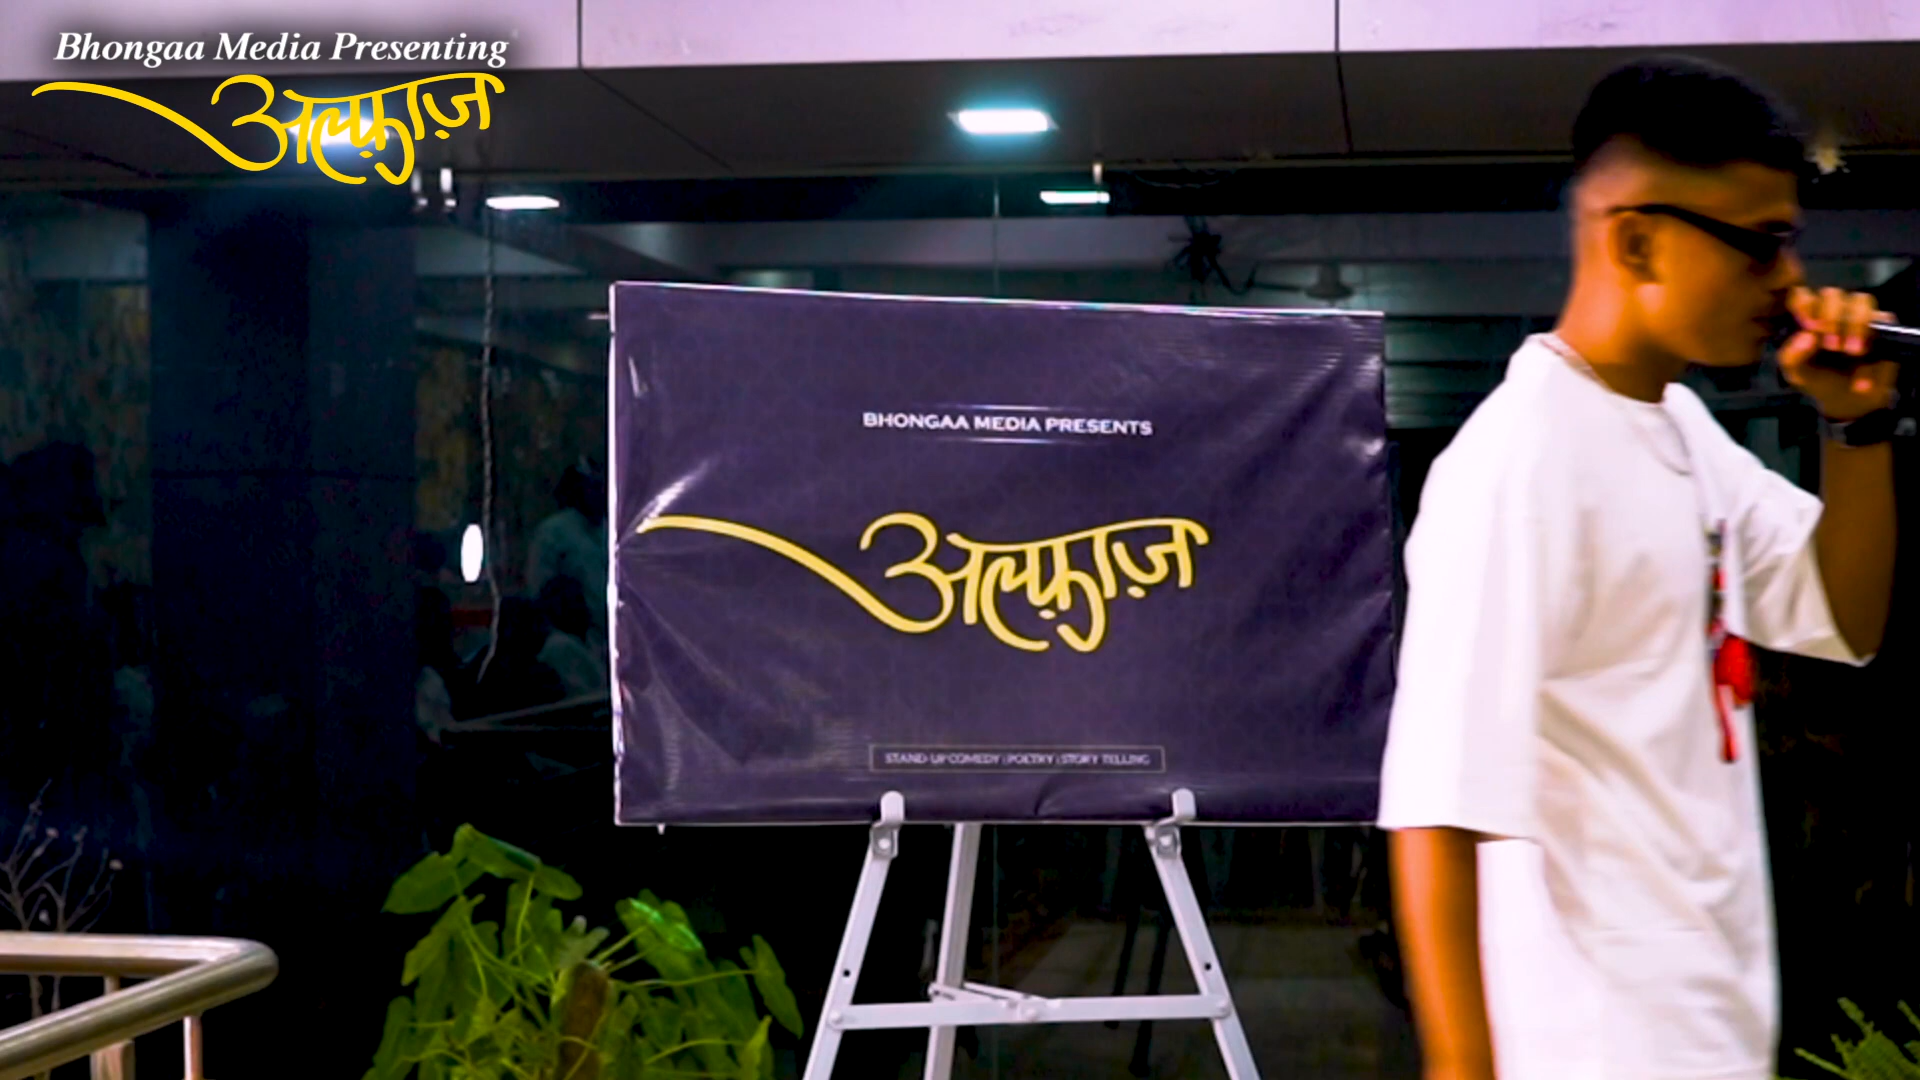 Bhongaa Media Presenting
अल्फ़ाज़
BHONGAA MEDIA PRESENTS
अल्फ़ाज़
STAND UP COMEDY | POETRY | STORY TELLING